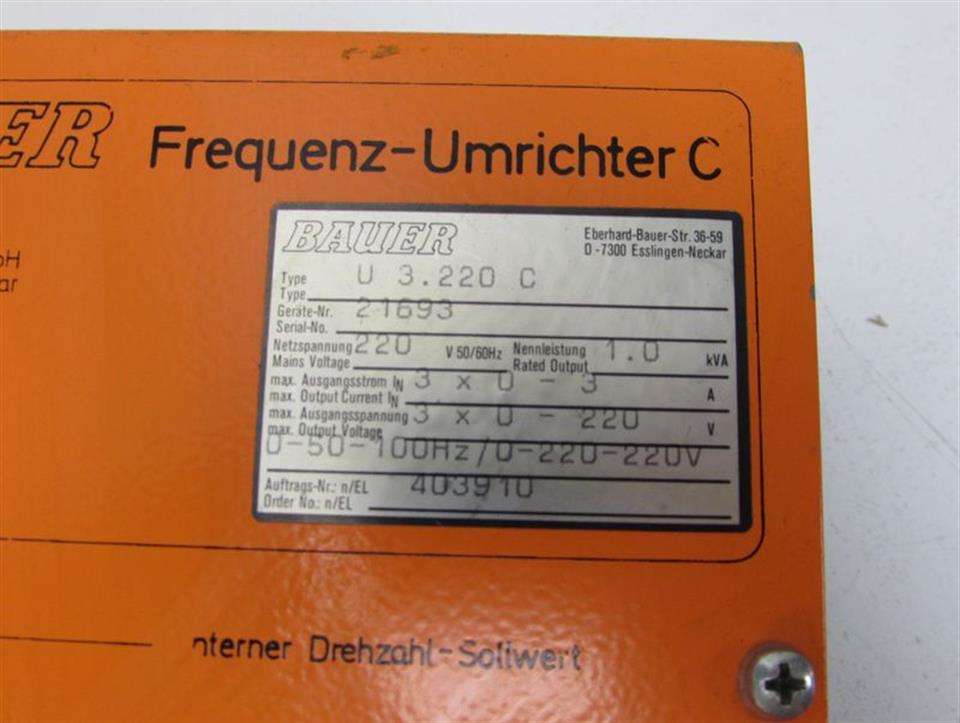 ER Frequenz-Umrichter C
BAUER
Eberhard-Bauer-Str. 36-59
D-7300 Esslingen-Neckar
bH
ar
Type U 3.220 C
Type
Geräte-Nr. 21693
Serial-No.
Netzspannung 220 V 50/60Hz Nennleistung 1.0 kVA
Mains Voltage Rated Output
max. Ausgangsstrom IN 3 x 0 - 3 A
max. Output Current IN
max. Ausgangsspannung 3 x 0 - 220 V
max. Output Voltage
0-50-100Hz/0-220-220V
Auftrags-Nr.: n/EL 403910
Order No.: n/EL
nterner Drehzahl-Sollwert